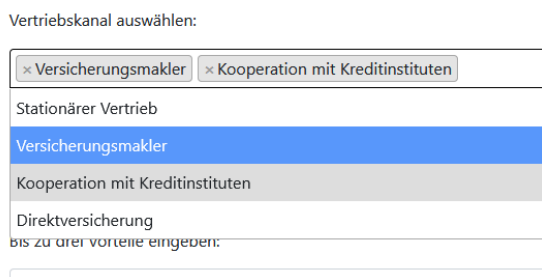 Vertriebskanal auswählen:
×Versicherungsmakler ×Kooperation mit Kreditinstituten
Stationärer Vertrieb
Versicherungsmakler
Kooperation mit Kreditinstituten
Direktversicherung
Bis zu drei Vorteile eingeben: